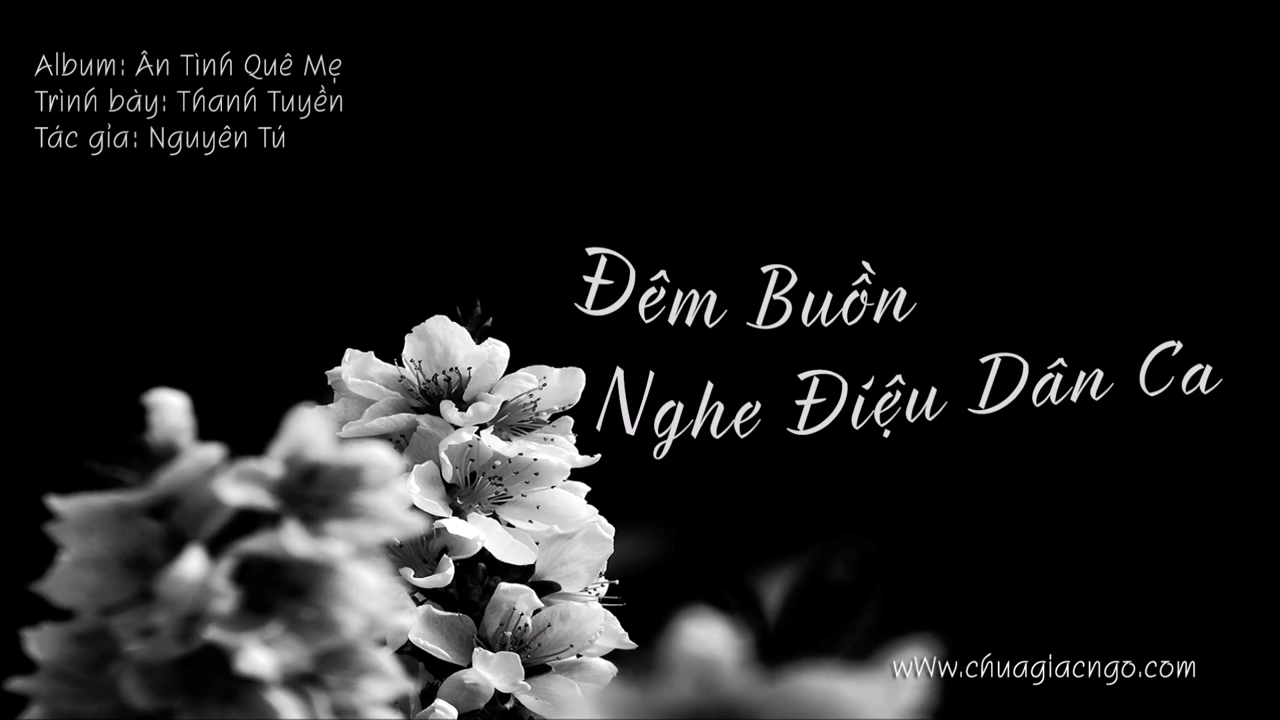 Album: Ân Tình Quê Mẹ
Trình bày: Thanh Tuyền
Tác giả: Nguyên Tú
Đêm Buồn
Nghe Điệu Dân Ca
www.chuagiacngo.com